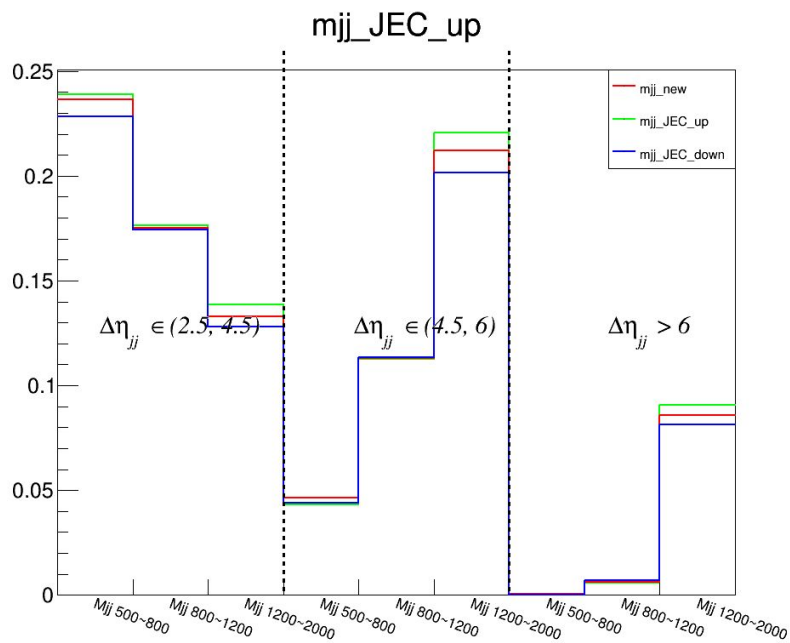 mjj_JEC_up
0.25
0.2
0.15
0.1
0.05
0
mjj_new
mjj_JEC_up
mjj_JEC_down
Δη_jj ∈ (2.5, 4.5)
Δη_jj ∈ (4.5, 6)
Δη_jj > 6
Mjj 500~800
Mjj 800~1200
Mjj 1200~2000
Mjj 500~800
Mjj 800~1200
Mjj 1200~2000
Mjj 500~800
Mjj 800~1200
Mjj 1200~2000